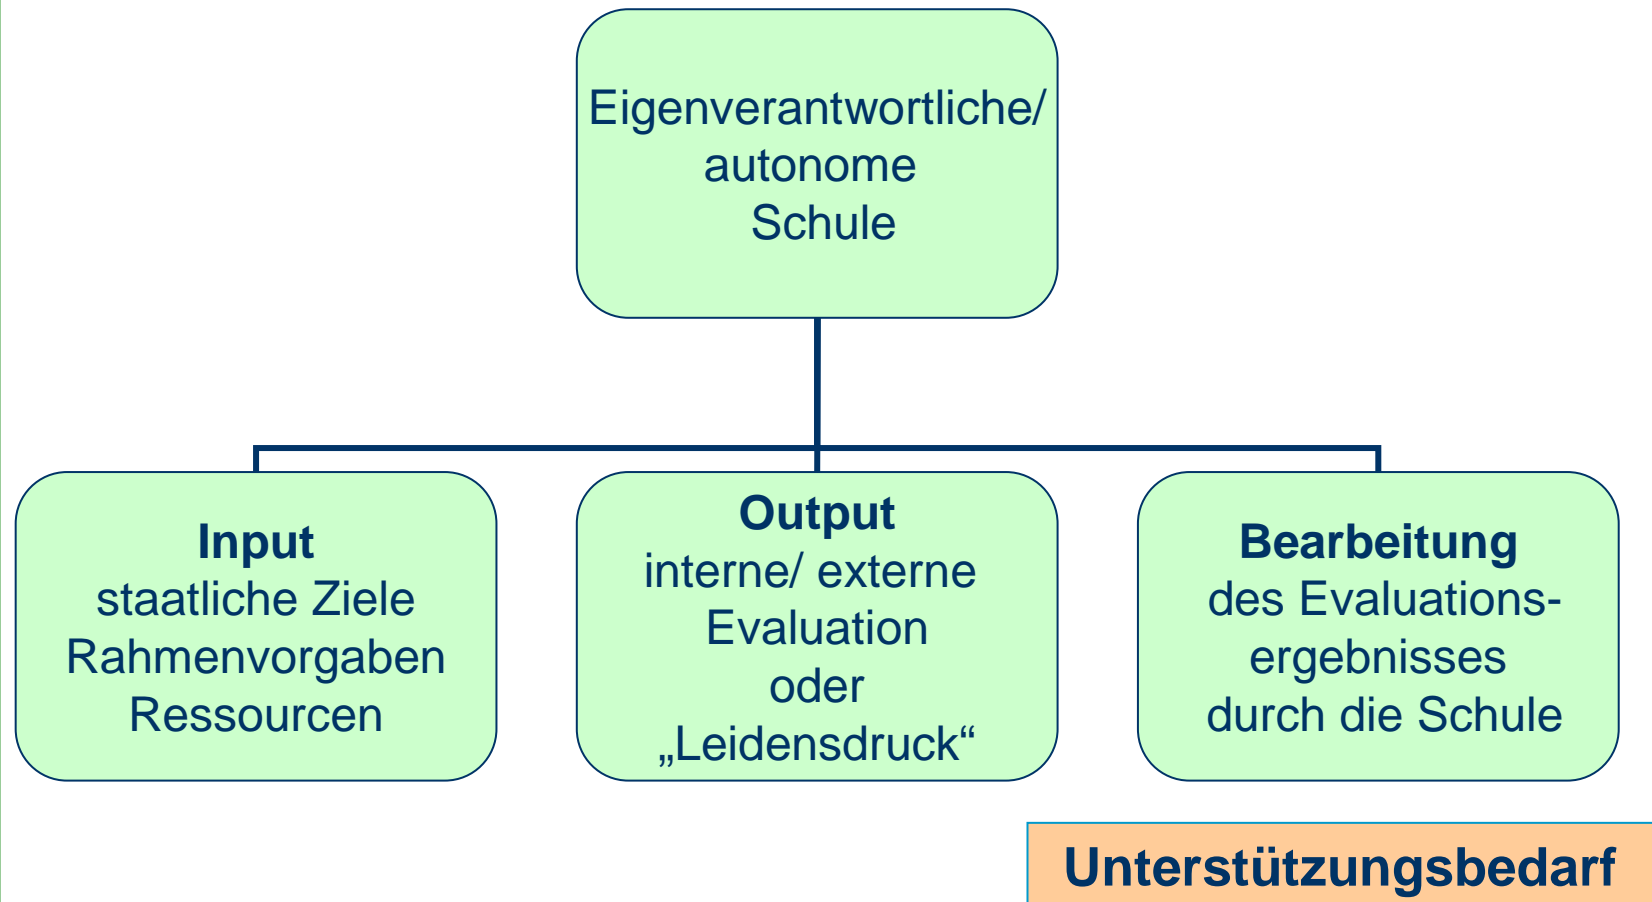 Eigenverantwortliche/
autonome
Schule
Input
staatliche Ziele
Rahmenvorgaben
Ressourcen
Output
interne/ externe
Evaluation
oder
„Leidensdruck“
Bearbeitung
des Evaluations-
ergebnisses
durch die Schule
Unterstützungsbedarf